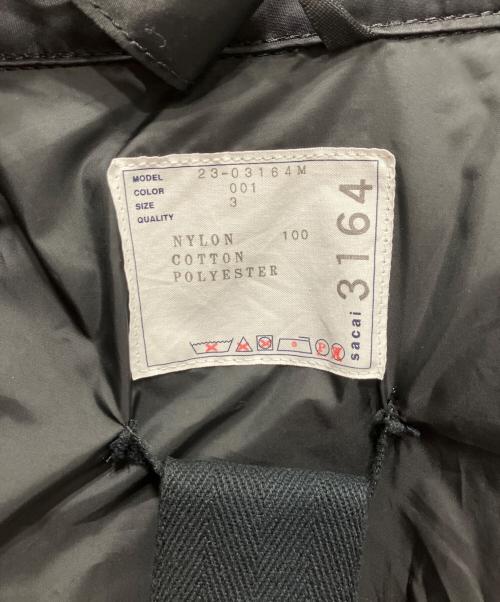 MODEL 23-03164M
COLOR 001
SIZE 3
QUALITY
NYLON 100
COTTON
POLYESTER
sacai 3164
P